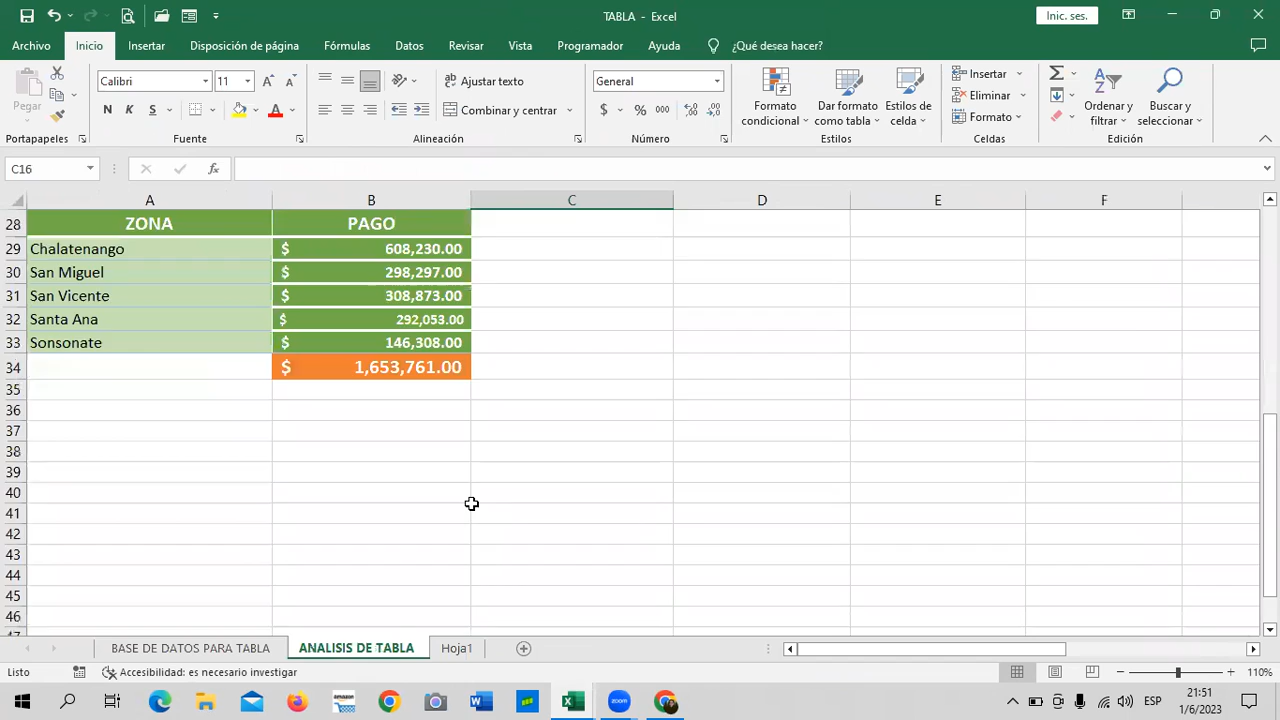 TABLA - Excel
Inic. ses.
Archivo Inicio Insertar Disposición de página Fórmulas Datos Revisar Vista Programador Ayuda ¿Qué desea hacer?
Pegar
Calibri 11
N K S
Ajustar texto
Combinar y centrar
General
$ % 000
Formato condicional
Dar formato como tabla
Estilos de celda
Insertar
Eliminar
Formato
Ordenar y filtrar
Buscar y seleccionar
Portapapeles Fuente Alineación Número Estilos Celdas Edición
C16 fx
A B C D E F
28 ZONA PAGO
29 Chalatenango $ 608,230.00
30 San Miguel $ 298,297.00
31 San Vicente $ 308,873.00
32 Santa Ana $ 292,053.00
33 Sonsonate $ 146,308.00
34 $ 1,653,761.00
35
36
37
38
39
40
41
42
43
44
45
46
47
BASE DE DATOS PARA TABLA ANALISIS DE TABLA Hoja1
Listo Accesibilidad: es necesario investigar 110%
ESP
21:51
1/6/2023